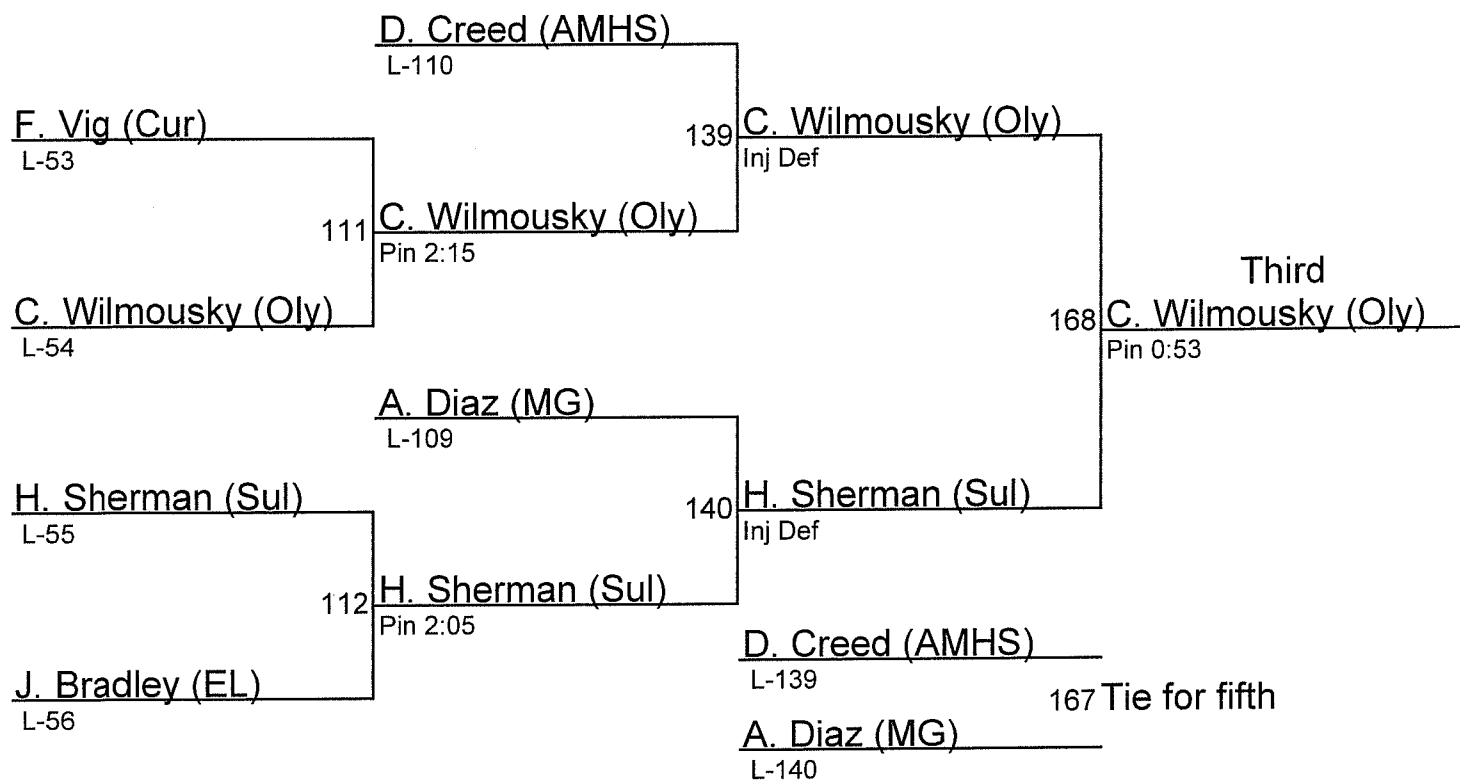 D. Creed (AMHS)
L-110
F. Vig (Cur)
L-53
139 C. Wilmousky (Oly)
Inj Def
111 C. Wilmousky (Oly)
Pin 2:15
C. Wilmousky (Oly)
L-54
Third
168 C. Wilmousky (Oly)
Pin 0:53
A. Diaz (MG)
L-109
H. Sherman (Sul)
L-55
140 H. Sherman (Sul)
Inj Def
112 H. Sherman (Sul)
Pin 2:05
D. Creed (AMHS)
L-139
J. Bradley (EL)
L-56
167 Tie for fifth
A. Diaz (MG)
L-140